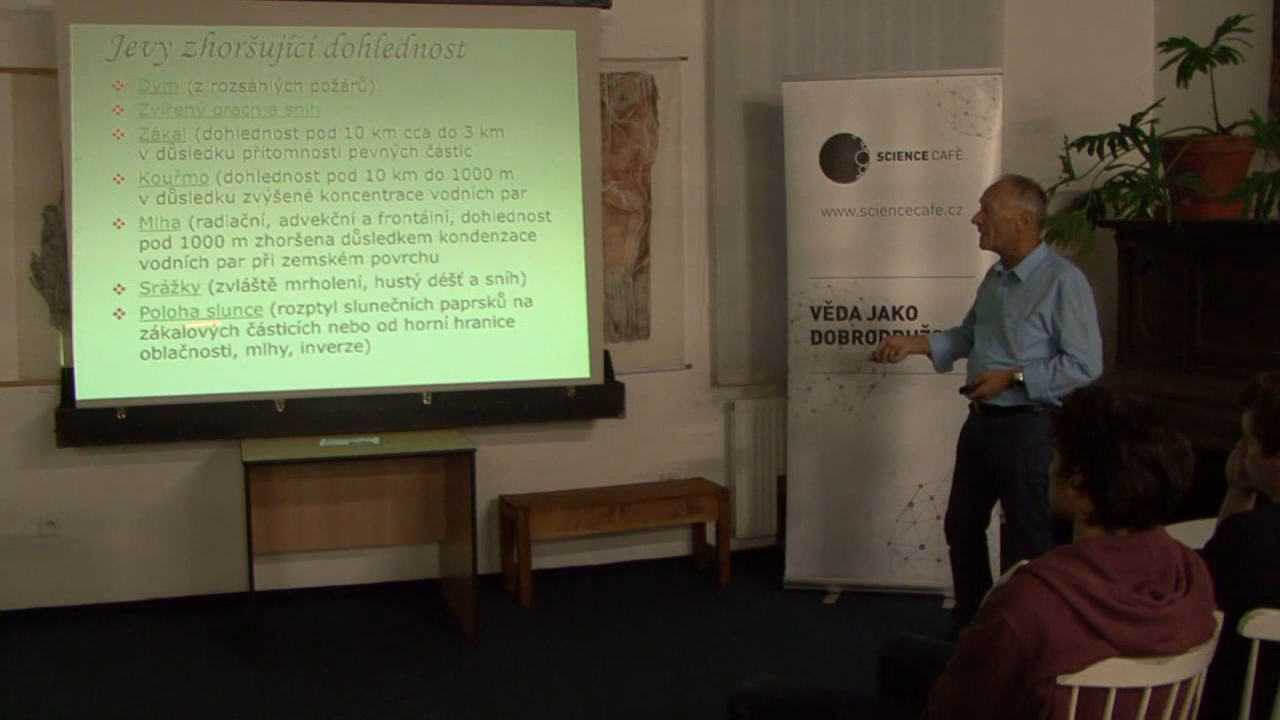 Jevy zhoršující dohlednost
Dým (z rozsáhlých požárů)
Zvířený prach a sníh
Zákal (dohlednost pod 10 km cca do 3 km
v důsledku přítomnosti pevných částic
Kouřmo (dohlednost pod 10 km do 1000 m
v důsledku zvýšené koncentrace vodních par
Mlha (radiační, advekční a frontální, dohlednost
pod 1000 m zhoršena důsledkem kondenzace
vodních par při zemském povrchu
Srážky (zvláště mrholení, hustý déšť a sníh)
Poloha slunce (rozptyl slunečních paprsků na
zákalových částicích nebo od horní hranice
oblačnosti, mlhy, inverze)
SCIENCE CAFÉ
www.sciencecafe.cz
VĚDA JAKO